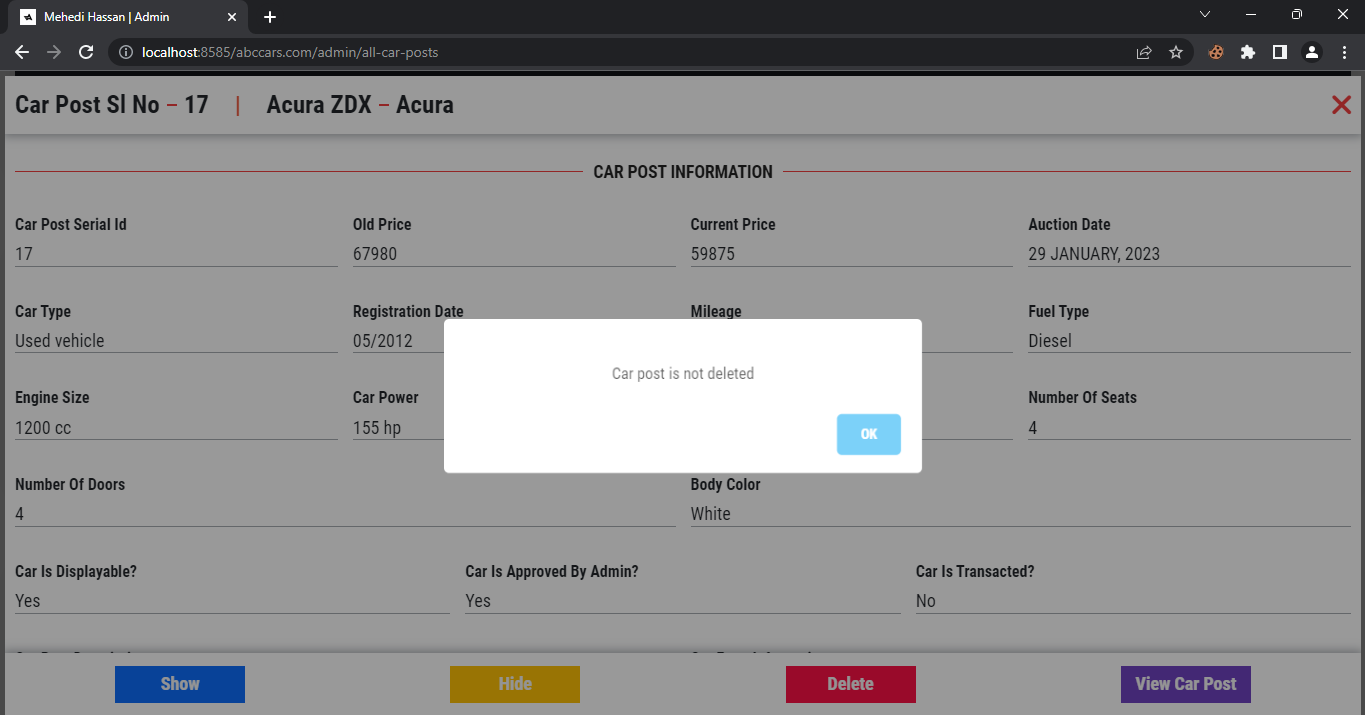 Mehedi Hassan | Admin
localhost:8585/abccars.com/admin/all-car-posts
Car Post Sl No – 17 | Acura ZDX – Acura
CAR POST INFORMATION
Car Post Serial Id Old Price Current Price Auction Date
17 67980 59875 29 JANUARY, 2023
Car Type Registration Date Mileage Fuel Type
Used vehicle 05/2012 Diesel
Car post is not deleted
Engine Size Car Power Number Of Seats
1200 cc 155 hp 4
OK
Number Of Doors Body Color
4 White
Car Is Displayable? Car Is Approved By Admin? Car Is Transacted?
Yes Yes No
Show Hide Delete View Car Post